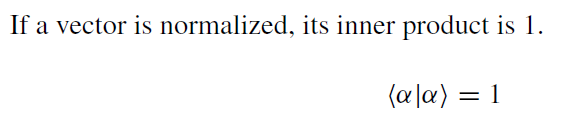 If a vector is normalized, its inner product is 1.
⟨α|α⟩ = 1